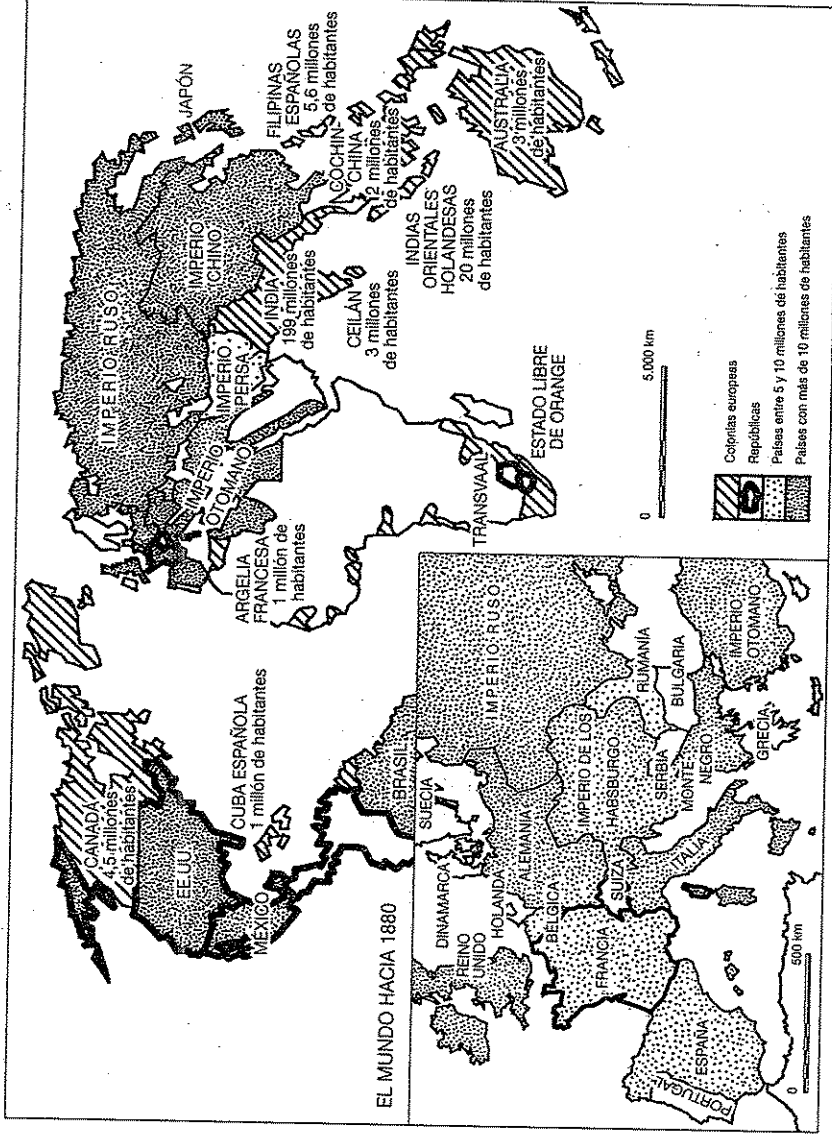 EL MUNDO HACIA 1880
CANADÁ
4,5 millones
de habitantes
EE.UU.
MÉXICO
CUBA ESPAÑOLA
1 millón de habitantes
BRASIL
ARGELIA
FRANCESA
1 millón de
habitantes
IMPERIO RUSO
IMPERIO
OTOMANO
IMPERIO
PERSA
IMPERIO
CHINO
JAPÓN
INDIA
199 millones
de habitantes
CEILÁN
3 millones
de habitantes
FILIPINAS
ESPAÑOLAS
5,6 millones
de habitantes
COCHIN-
CHINA
2 millones
de habitantes
INDIAS
ORIENTALES
HOLANDESAS
20 millones
de habitantes
AUSTRALIA
3 millones
de habitantes
TRANSVAAL
ESTADO LIBRE
DE ORANGE
0 5.000 km
Colonias europeas
Repúblicas
Países entre 5 y 10 millones de habitantes
Países con más de 10 millones de habitantes
SUECIA
DINAMARCA
REINO
UNIDO
HOLANDA
BÉLGICA
ALEMANIA
IMPERIO RUSO
FRANCIA
SUIZA
IMPERIO DE LOS
HABSBURGO
RUMANÍA
SERBIA
BULGARIA
MONTE
NEGRO
ITALIA
GRECIA
IMPERIO
OTOMANO
ESPAÑA
PORTUGAL
0 500 km